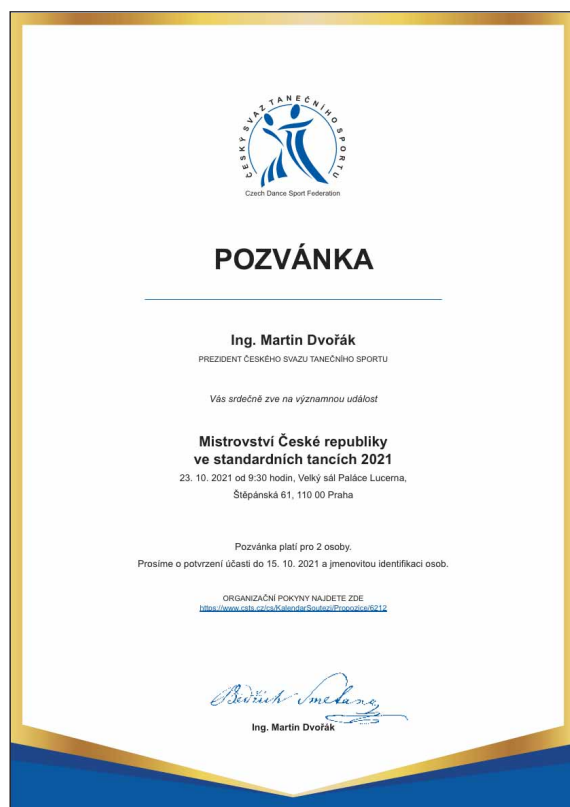 ČESKÝ SVAZ TANEČNÍHO SPORTU
Czech Dance Sport Federation
POZVÁNKA
Ing. Martin Dvořák
PREZIDENT ČESKÉHO SVAZU TANEČNÍHO SPORTU
Vás srdečně zve na významnou událost
Mistrovství České republiky
ve standardních tancích 2021
23. 10. 2021 od 9:30 hodin, Velký sál Paláce Lucerna,
Štěpánská 61, 110 00 Praha
Pozvánka platí pro 2 osoby.
Prosíme o potvrzení účasti do 15. 10. 2021 a jmenovitou identifikaci osob.
ORGANIZAČNÍ POKYNY NAJDETE ZDE
https://www.csts.cz/cs/KalendarSoutezi/Propozice/6212
Bedřich Smetana
Ing. Martin Dvořák